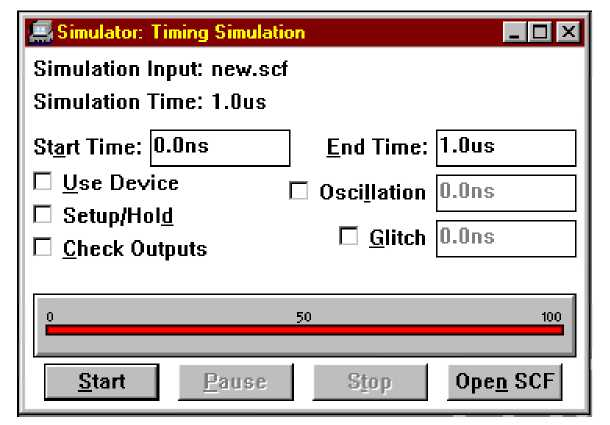 Simulator: Timing Simulation
Simulation Input: new.scf
Simulation Time: 1.0us
Start Time: 0.0ns End Time: 1.0us
Use Device
Oscillation 0.0ns
Setup/Hold
Glitch 0.0ns
Check Outputs
0 50 100
Start Pause Stop Open SCF